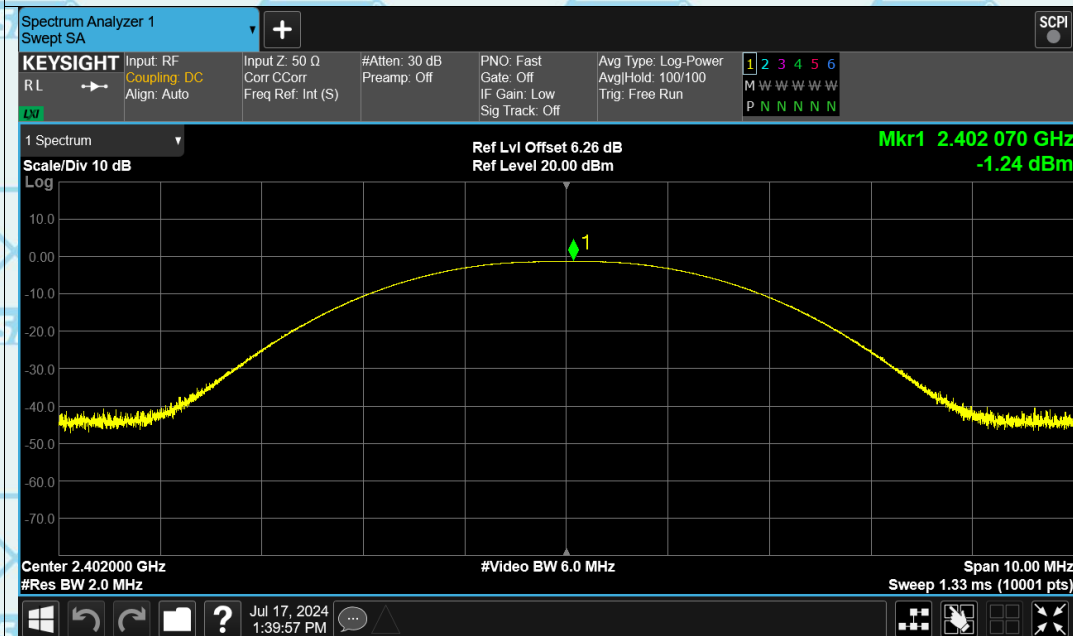 Spectrum Analyzer 1
Swept SA
+
SCPI
KEYSIGHT
RL
LXI
Input: RF
Coupling: DC
Align: Auto
Input Z: 50 Ω
Corr CCorr
Freq Ref: Int (S)
#Atten: 30 dB
Preamp: Off
PNO: Fast
Gate: Off
IF Gain: Low
Sig Track: Off
Avg Type: Log-Power
Avg|Hold: 100/100
Trig: Free Run
1 2 3 4 5 6
M W W W W W
P N N N N N
1 Spectrum
Scale/Div 10 dB
Log
Ref Lvl Offset 6.26 dB
Ref Level 20.00 dBm
Mkr1 2.402 070 GHz
-1.24 dBm
1
10.0
0.00
-10.0
-20.0
-30.0
-40.0
-50.0
-60.0
-70.0
Center 2.402000 GHz
#Res BW 2.0 MHz
#Video BW 6.0 MHz
Span 10.00 MHz
Sweep 1.33 ms (10001 pts)
?
Jul 17, 2024
1:39:57 PM